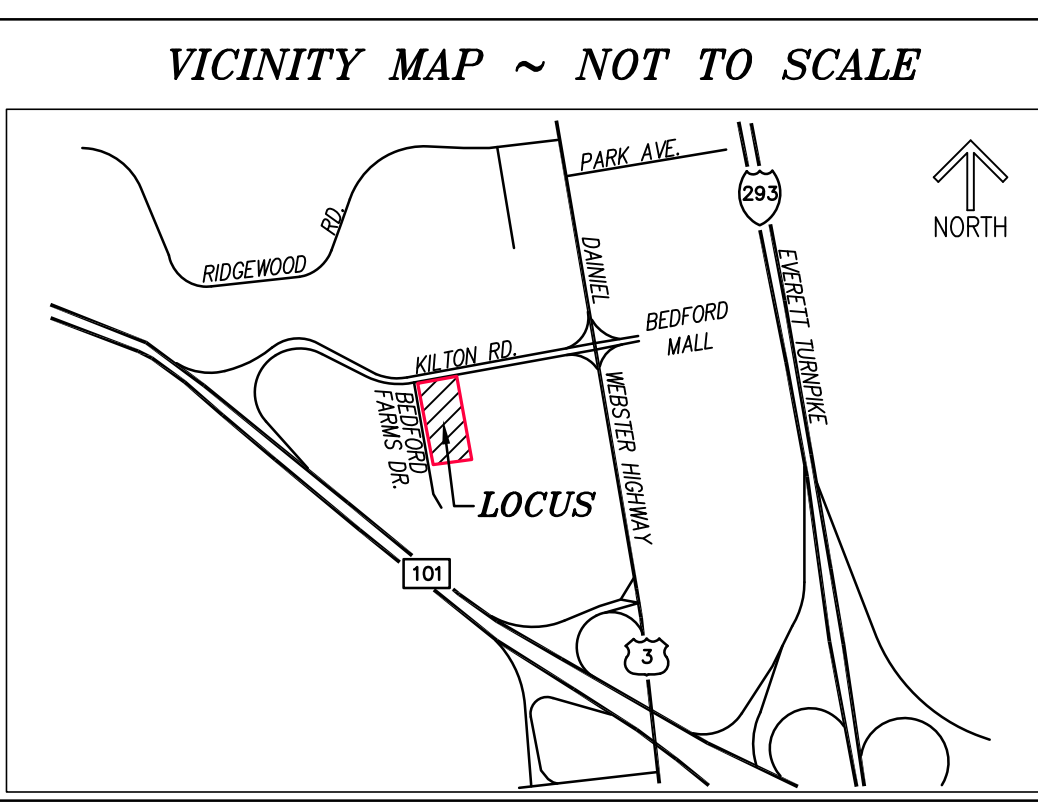 VICINITY MAP ~ NOT TO SCALE
PARK AVE.
293
NORTH
RIDGEWOOD RD.
DAINIEL
WEBSTER HIGHWAY
EVERETT TURNPIKE
BEDFORD
MALL
KILTON RD.
BEDFORD
FARMS DR.
LOCUS
101
3